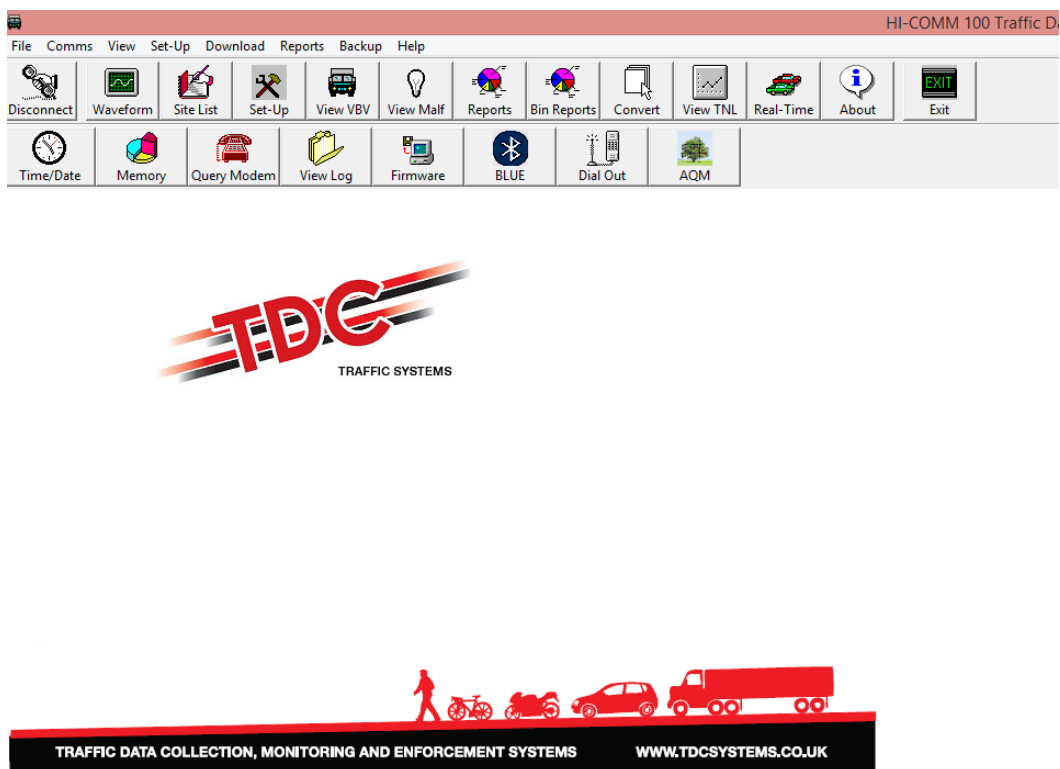 HI-COMM 100 Traffic Da
File Comms View Set-Up Download Reports Backup Help
Disconnect Waveform Site List Set-Up View VBV View Malf Reports Bin Reports Convert View TNL Real-Time About EXIT Exit
Time/Date Memory Query Modem View Log Firmware BLUE Dial Out AQM
TDC
TRAFFIC SYSTEMS
TRAFFIC DATA COLLECTION, MONITORING AND ENFORCEMENT SYSTEMS WWW.TDCSYSTEMS.CO.UK